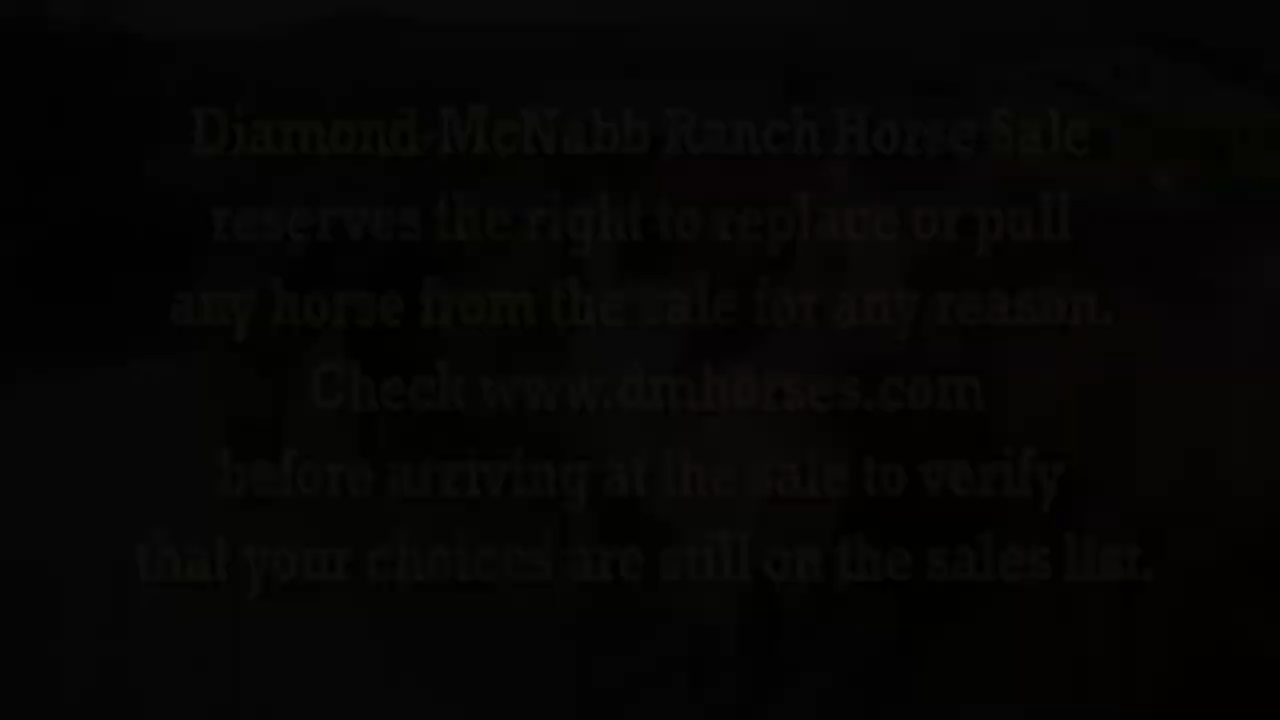 Diamond McNabb Ranch Horse Sale
reserves the right to replace or pull
any horse from the sale for any reason.
Check www.dmhorses.com
before arriving at the sale to verify
that your choices are still on the sales list.